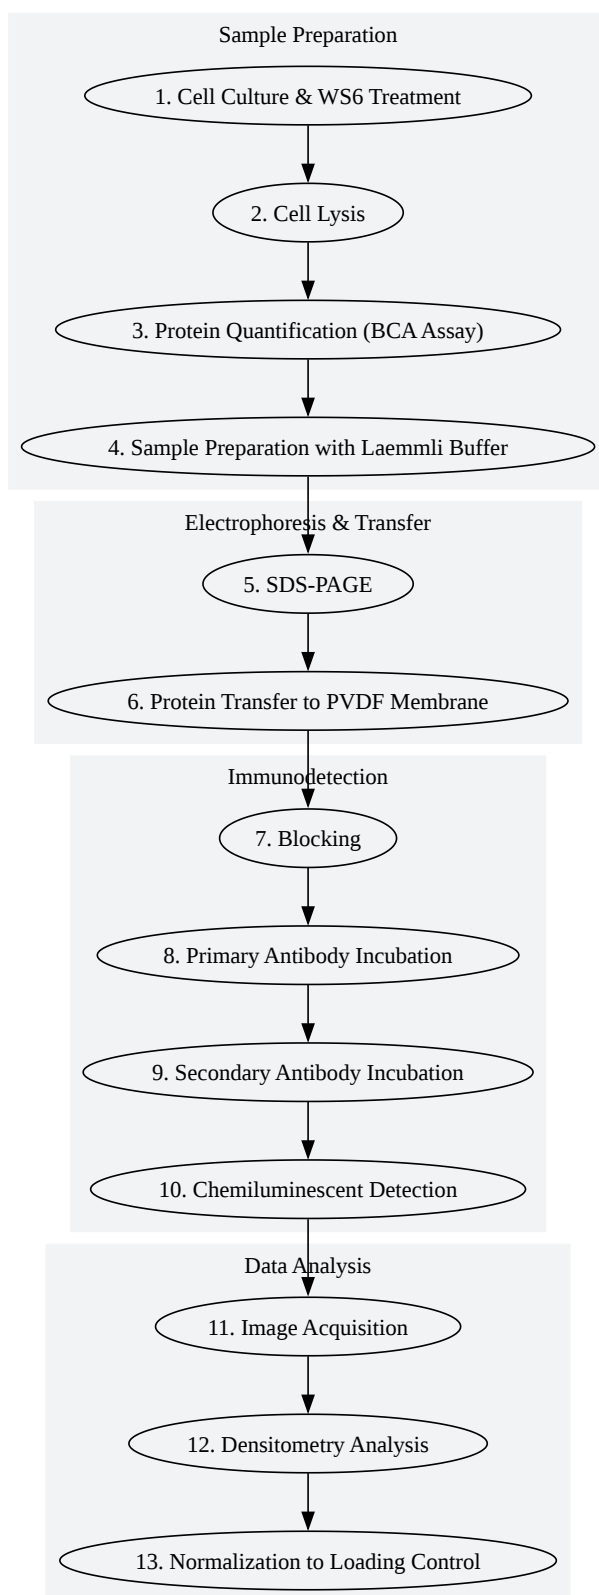 Sample Preparation
1. Cell Culture & WS6 Treatment
2. Cell Lysis
3. Protein Quantification (BCA Assay)
4. Sample Preparation with Laemmli Buffer
Electrophoresis & Transfer
5. SDS-PAGE
6. Protein Transfer to PVDF Membrane
Immunodetection
7. Blocking
8. Primary Antibody Incubation
9. Secondary Antibody Incubation
10. Chemiluminescent Detection
Data Analysis
11. Image Acquisition
12. Densitometry Analysis
13. Normalization to Loading Control